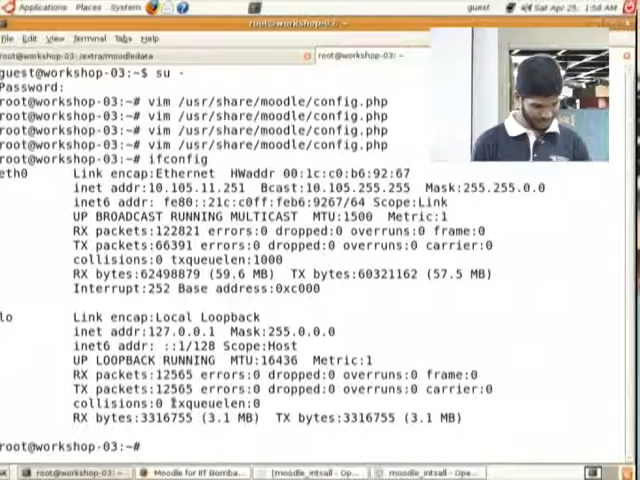 Applications Places System guest Sat Apr 25, 1:58 AM
root@workshop-03: ~
File Edit View Terminal Tabs Help
/extra/moodledata root@workshop-03: ~
guest@workshop-03:~$ su -
Password:
root@workshop-03:~# vim /usr/share/moodle/config.php
root@workshop-03:~# vim /usr/share/moodle/config.php
root@workshop-03:~# vim /usr/share/moodle/config.php
root@workshop-03:~# vim /usr/share/moodle/config.php
root@workshop-03:~# ifconfig
eth0 Link encap:Ethernet HWaddr 00:1c:c0:b6:92:67
inet addr:10.105.11.251 Bcast:10.105.255.255 Mask:255.255.0.0
inet6 addr: fe80::21c:c0ff:feb6:9267/64 Scope:Link
UP BROADCAST RUNNING MULTICAST MTU:1500 Metric:1
RX packets:122821 errors:0 dropped:0 overruns:0 frame:0
TX packets:66391 errors:0 dropped:0 overruns:0 carrier:0
collisions:0 txqueuelen:1000
RX bytes:62498879 (59.6 MB) TX bytes:60321162 (57.5 MB)
Interrupt:252 Base address:0xc000
lo Link encap:Local Loopback
inet addr:127.0.0.1 Mask:255.0.0.0
inet6 addr: ::1/128 Scope:Host
UP LOOPBACK RUNNING MTU:16436 Metric:1
RX packets:12565 errors:0 dropped:0 overruns:0 frame:0
TX packets:12565 errors:0 dropped:0 overruns:0 carrier:0
collisions:0 txqueuelen:0
RX bytes:3316755 (3.1 MB) TX bytes:3316755 (3.1 MB)
root@workshop-03:~#
root@workshop-03: ~ Moodle for IIT Bomba... [moodle_intsall - Op... moodle_intsall - Ope...